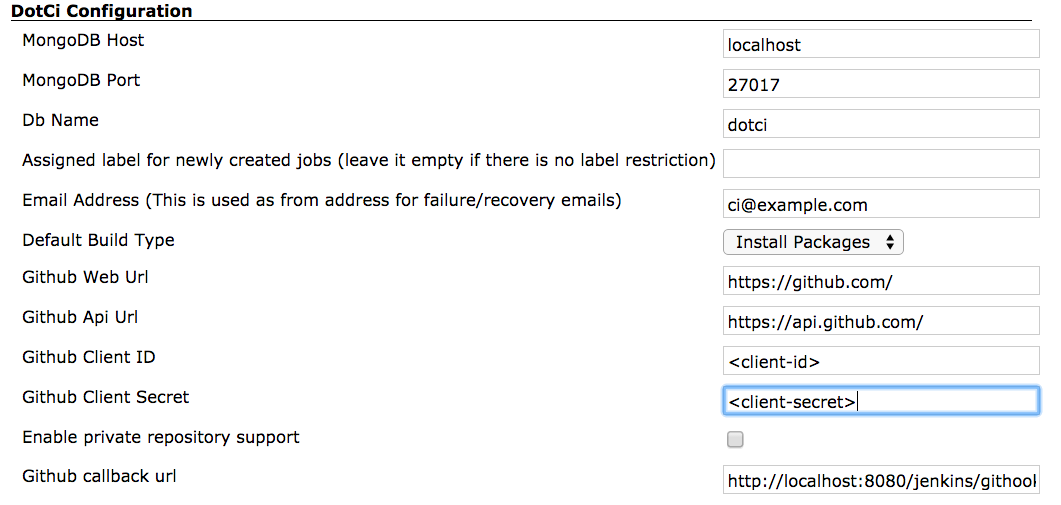 DotCi Configuration
MongoDB Host localhost
MongoDB Port 27017
Db Name dotci
Assigned label for newly created jobs (leave it empty if there is no label restriction)
Email Address (This is used as from address for failure/recovery emails) ci@example.com
Default Build Type Install Packages
Github Web Url https://github.com/
Github Api Url https://api.github.com/
Github Client ID <client-id>
Github Client Secret <client-secret>
Enable private repository support
Github callback url http://localhost:8080/jenkins/githook